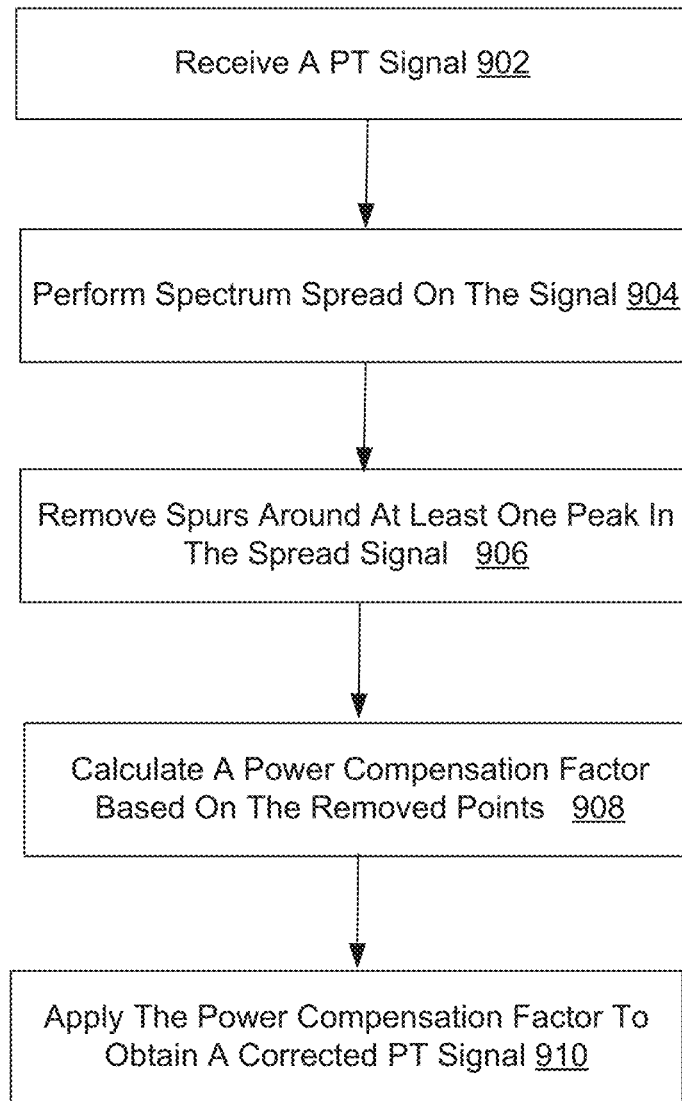 Receive A PT Signal 902
Perform Spectrum Spread On The Signal 904
Remove Spurs Around At Least One Peak In
The Spread Signal 906
Calculate A Power Compensation Factor
Based On The Removed Points 908
Apply The Power Compensation Factor To
Obtain A Corrected PT Signal 910